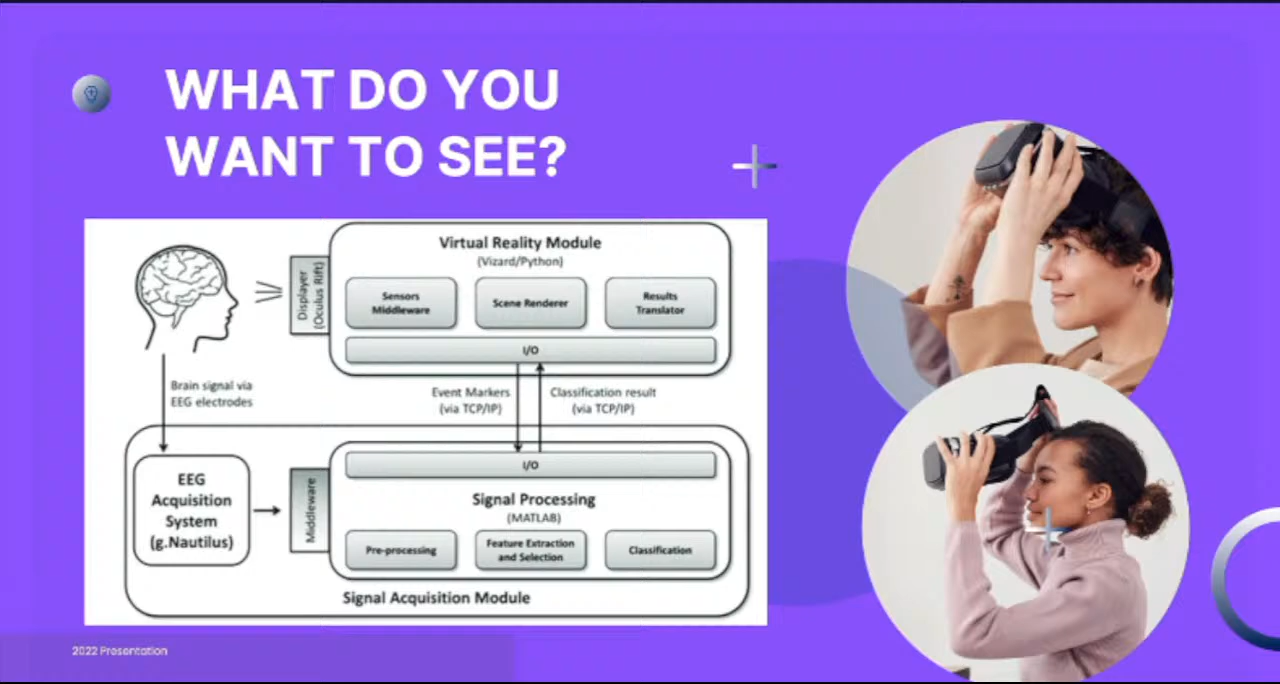 WHAT DO YOU
WANT TO SEE?
Virtual Reality Module
(Vizard/Python)
Displayer
(Oculus Rift)
Sensors
Middleware
Scene Renderer
Results
Translator
I/O
Brain signal via
EEG electrodes
Event Markers
(via TCP/IP)
Classification result
(via TCP/IP)
I/O
EEG
Acquisition
System
(g.Nautilus)
Middleware
Signal Processing
(MATLAB)
Pre-processing
Feature Extraction
and Selection
Classification
Signal Acquisition Module
2022 Presentation